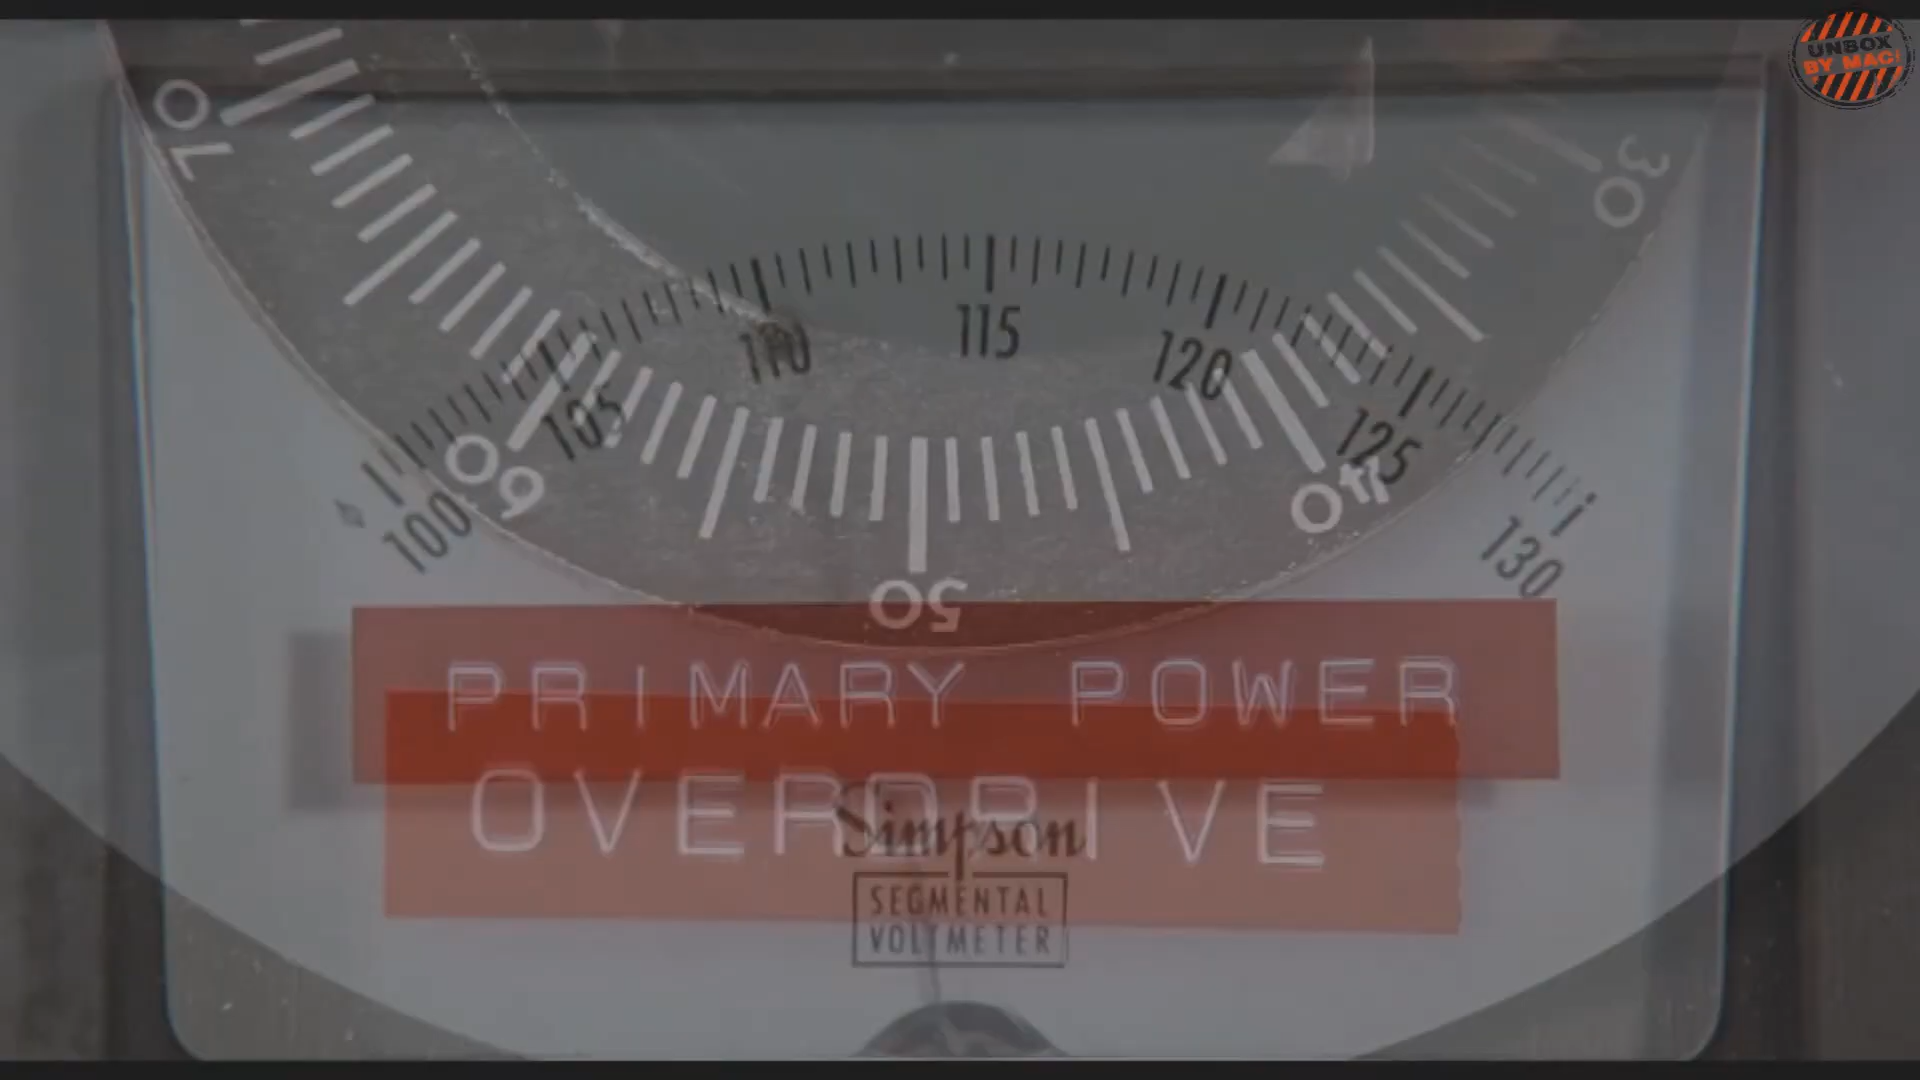 UNBOX
BY MAC!
70
30
115
110
120
105
125
60
40
100
130
50
PRIMARY POWER
OVERDRIVE
Simpson
SEGMENTAL
VOLTMETER